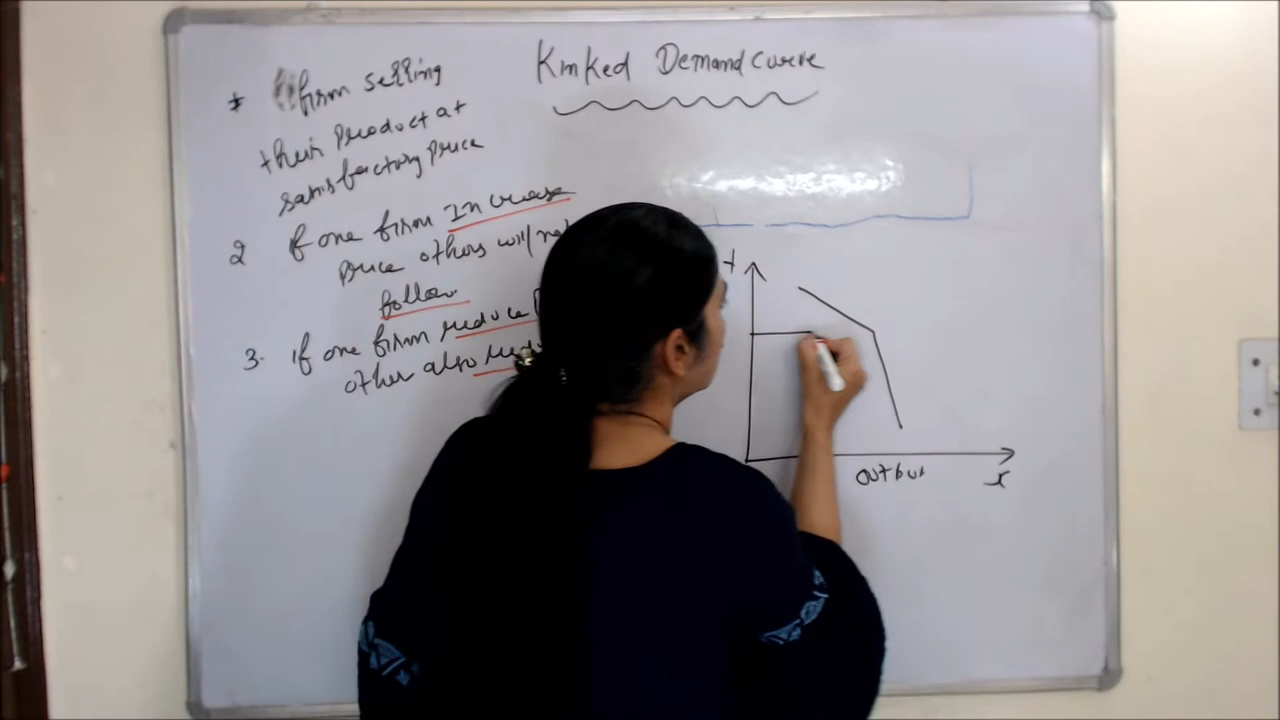 Kinked Demand curve
* firm selling
their product at
satisfactory price
2 If one firm Increase
price others will not
follow.
3. If one firm reduce
other also
output
x